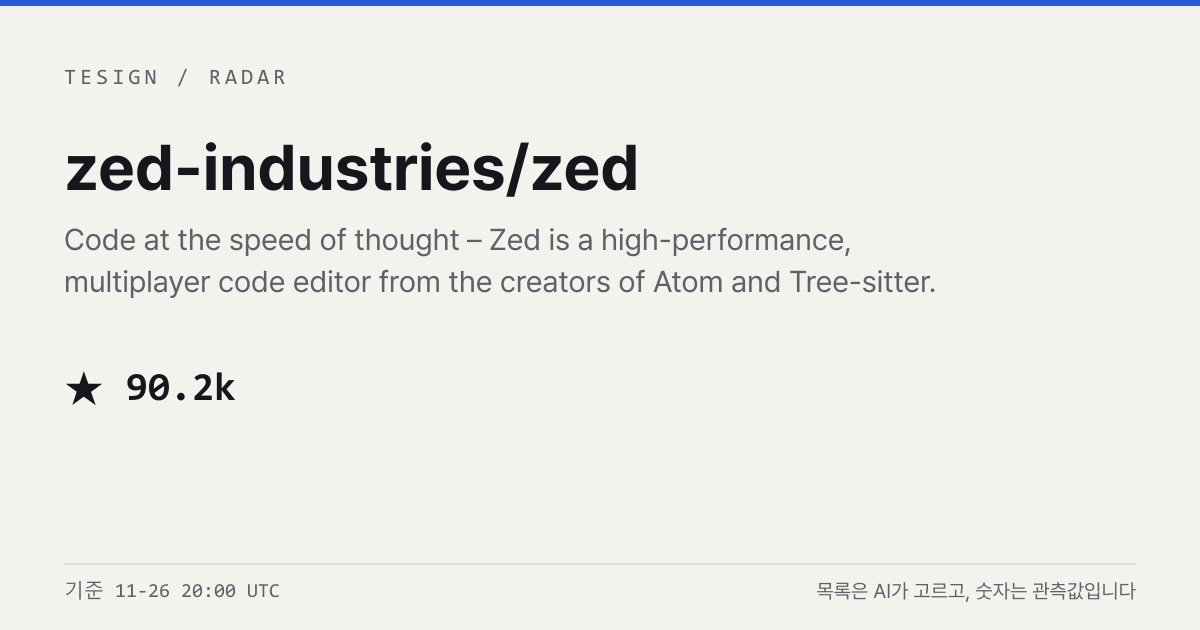 TESIGN / RADAR
zed-industries/zed
Code at the speed of thought – Zed is a high-performance,
multiplayer code editor from the creators of Atom and Tree-sitter.
★ 90.2k
기준 11-26 20:00 UTC
목록은 AI가 고르고, 숫자는 관측값입니다